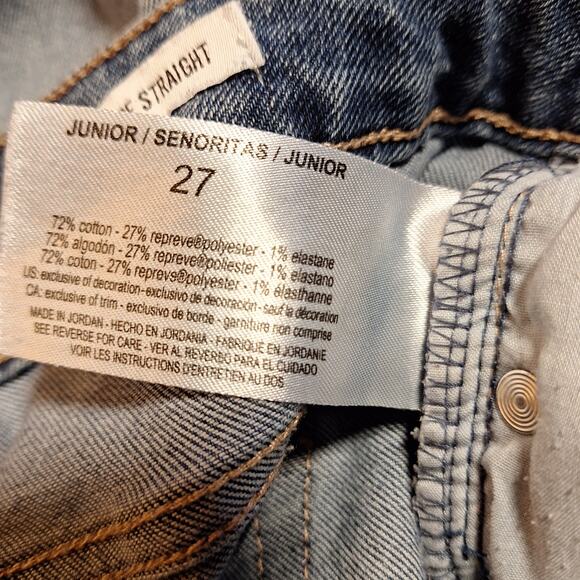 STRAIGHT
JUNIOR / SENORITAS / JUNIOR
27
72% cotton - 27% repreve®polyester - 1% elastane
72% algodón - 27% repreve®poliester - 1% elastano
72% coton - 27% repreve®polyester - 1% élasthanne
US: exclusive of decoration-exclusivo de decoración- sauf la décoration
CA: exclusive of trim - exclusivo de borde - garniture non comprise
MADE IN JORDAN - HECHO EN JORDANIA - FABRIQUÉ EN JORDANIE
SEE REVERSE FOR CARE - VER AL REVERSO PARA EL CUIDADO
VOIR LES INSTRUCTIONS D'ENTRETIEN AU DOS